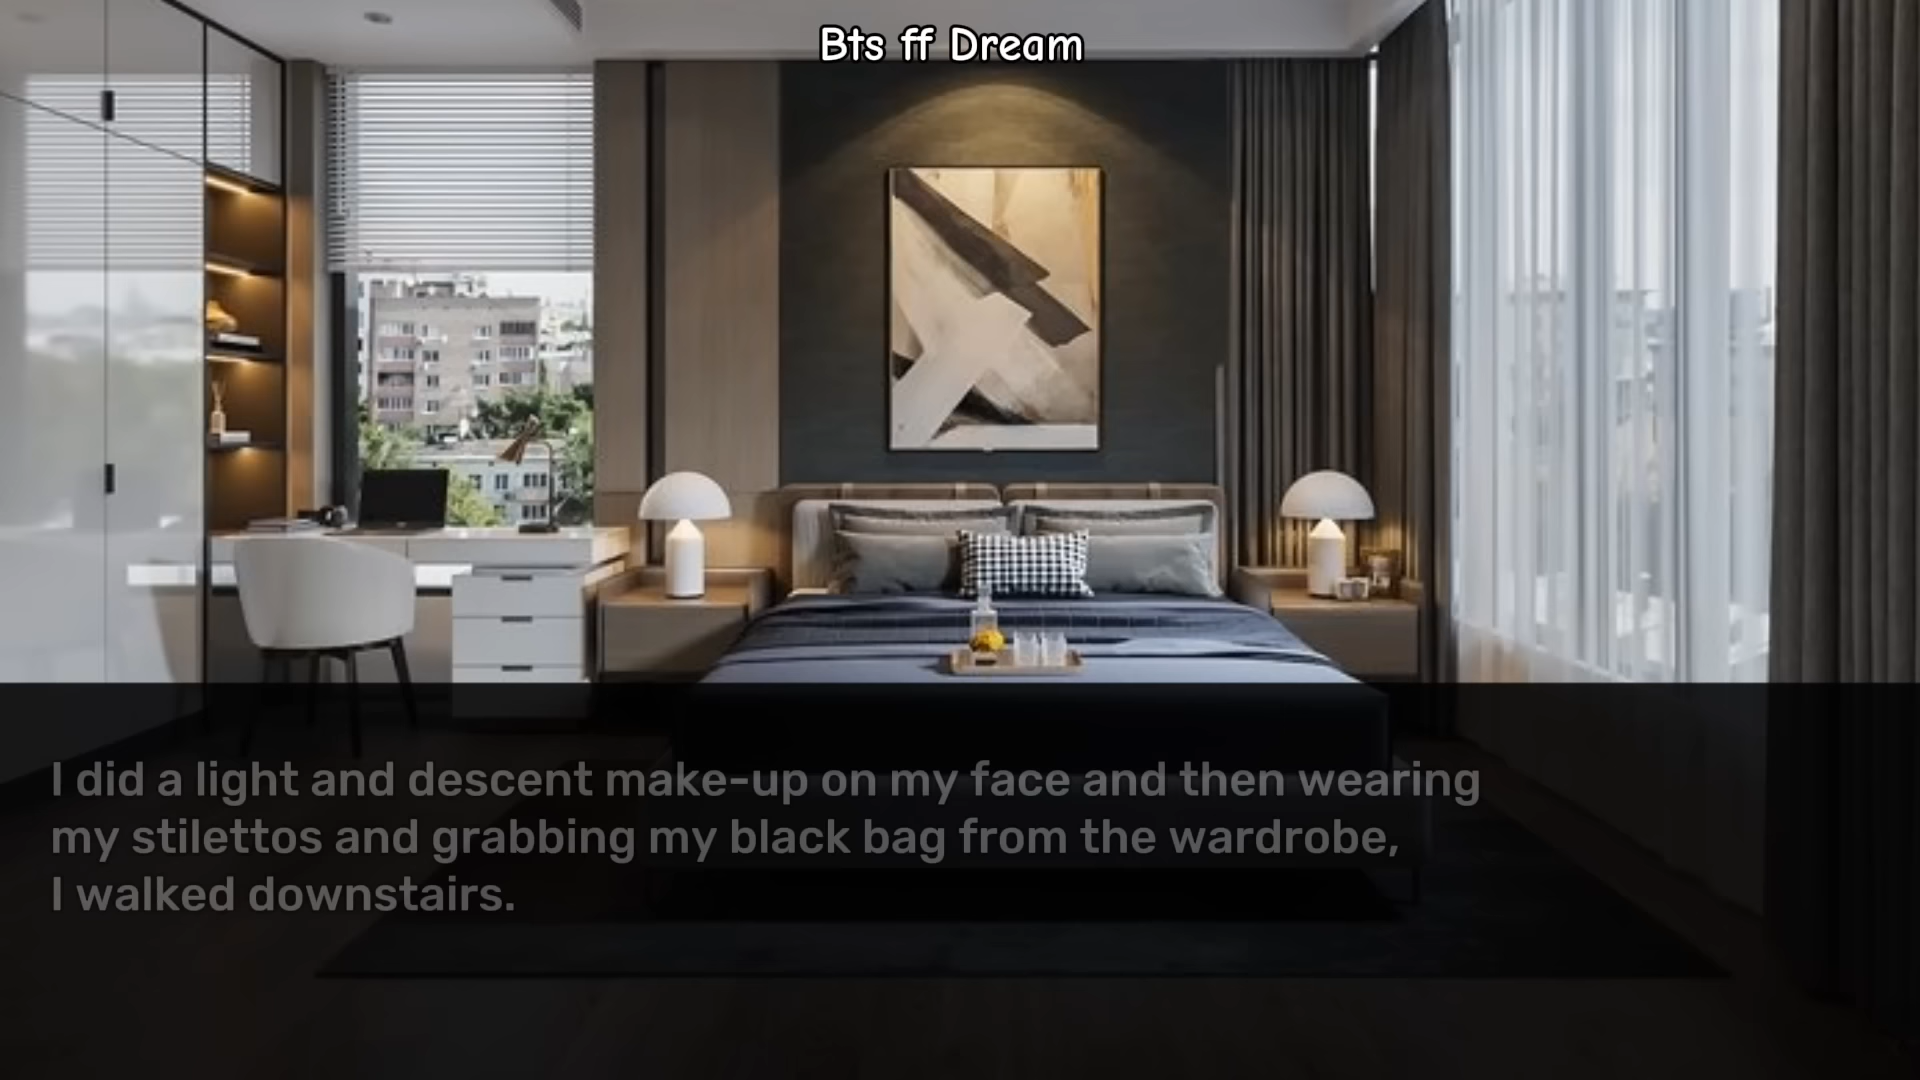 Bts ff Dream
I did a light and descent make-up on my face and then wearing
my stilettos and grabbing my black bag from the wardrobe,
I walked downstairs.